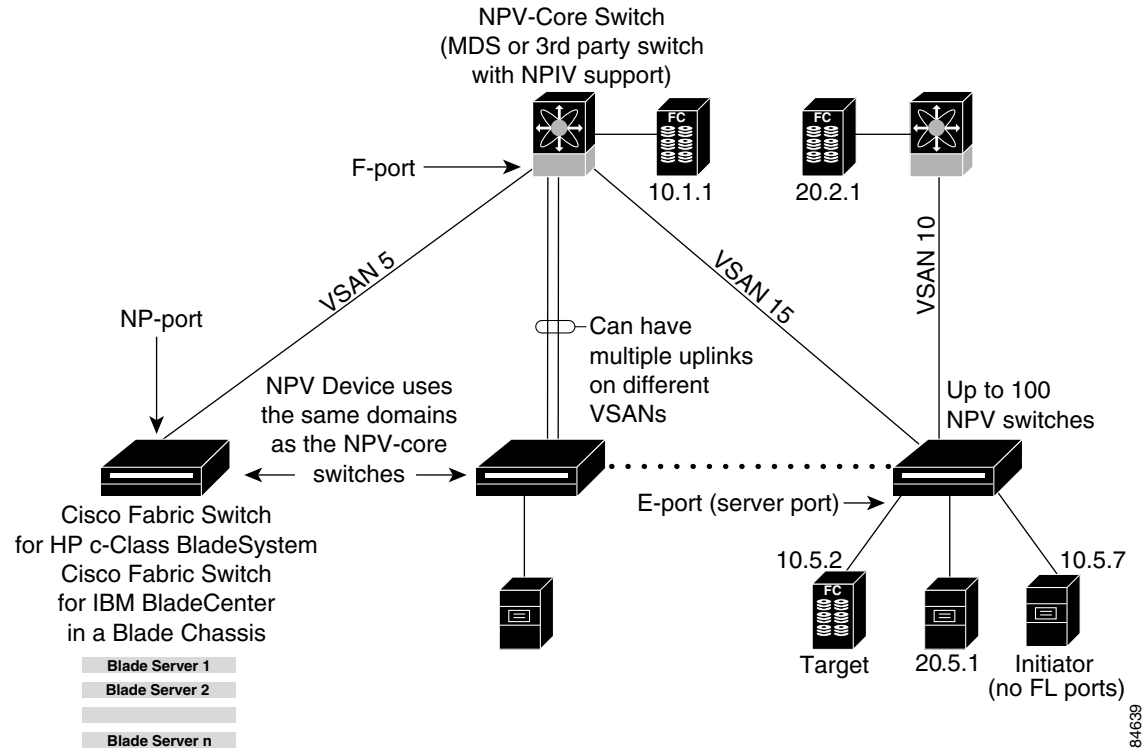 NPV-Core Switch
(MDS or 3rd party switch
with NPIV support)
FC
FC
F-port
10.1.1
20.2.1
VSAN 5
VSAN 15
VSAN 10
NP-port
Can have
multiple uplinks
on different
VSANs
NPV Device uses
the same domains
as the NPV-core
switches
Up to 100
NPV switches
E-port (server port)
Cisco Fabric Switch
for HP c-Class BladeSystem
Cisco Fabric Switch
for IBM BladeCenter
in a Blade Chassis
10.5.2
10.5.7
FC
Target
20.5.1
Initiator
(no FL ports)
Blade Server 1
Blade Server 2
Blade Server n
84639